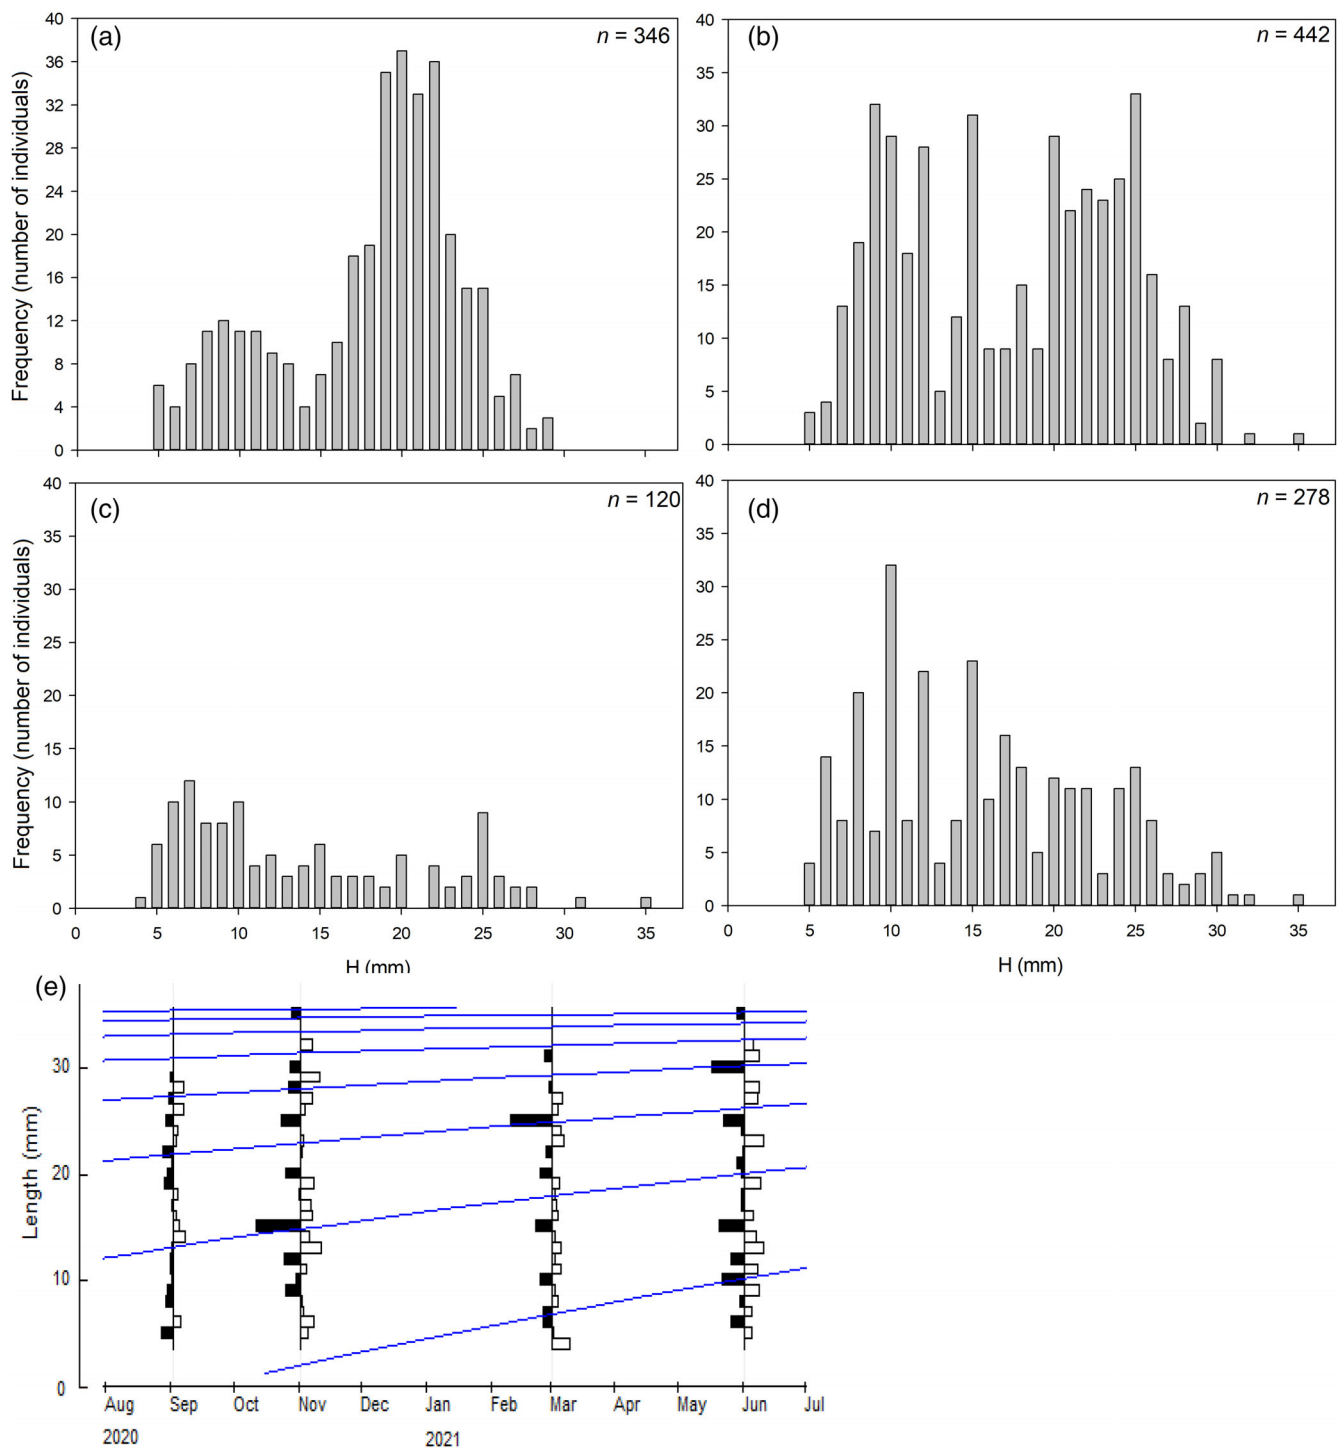 (a)
n = 346
Frequency (number of individuals)
40
36
32
28
24
20
16
12
8
4
0
(b)
n = 442
40
35
30
25
20
15
10
5
0
(c)
n = 120
Frequency (number of individuals)
40
35
30
25
20
15
10
5
0
0 5 10 15 20 25 30 35
H (mm)
(d)
n = 278
40
35
30
25
20
15
10
5
0
0 5 10 15 20 25 30 35
H (mm)
(e)
Length (mm)
30
20
10
0
Aug Sep Oct Nov Dec Jan Feb Mar Apr May Jun Jul
2020 2021